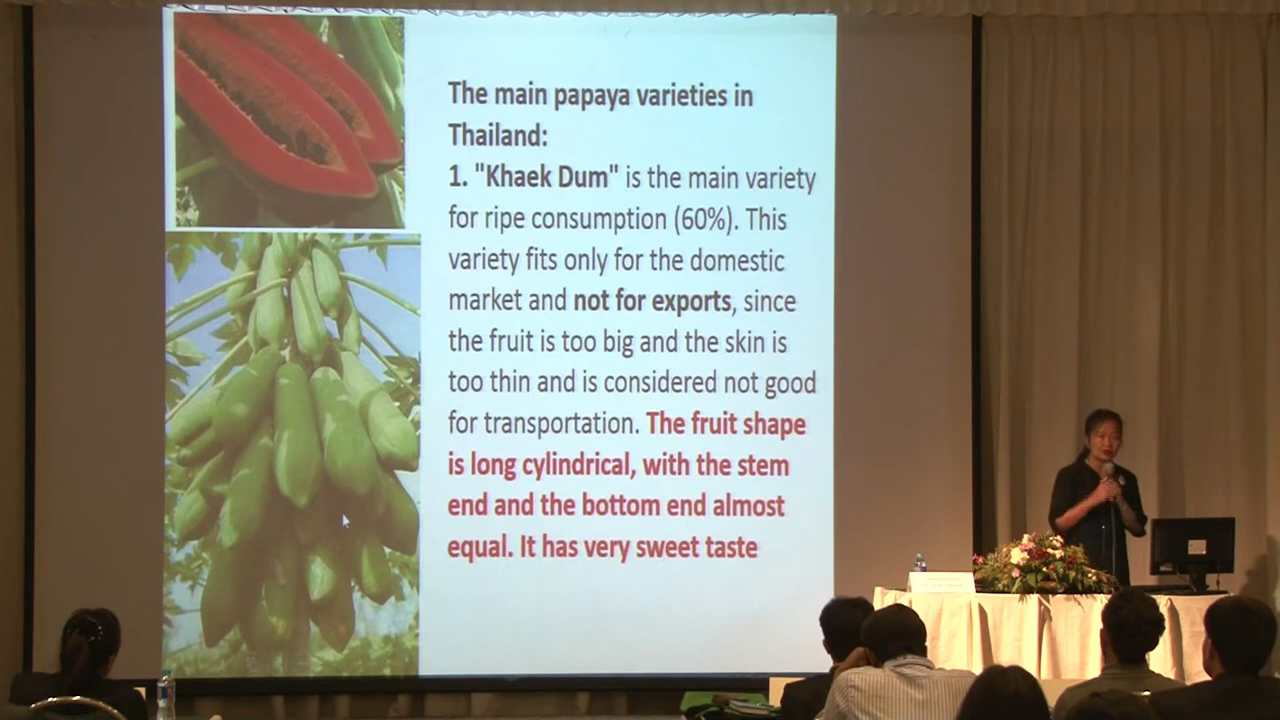 The main papaya varieties in
Thailand:
1. "Khaek Dum" is the main variety
for ripe consumption (60%). This
variety fits only for the domestic
market and not for exports, since
the fruit is too big and the skin is
too thin and is considered not good
for transportation. The fruit shape
is long cylindrical, with the stem
end and the bottom end almost
equal. It has very sweet taste